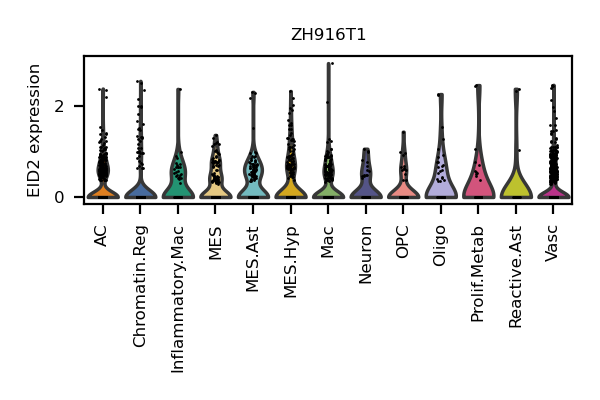 ZH916T1
EID2 expression
2
0
AC
Chromatin.Reg
Inflammatory.Mac
MES
MES.Ast
MES.Hyp
Mac
Neuron
OPC
Oligo
Prolif.Metab
Reactive.Ast
Vasc